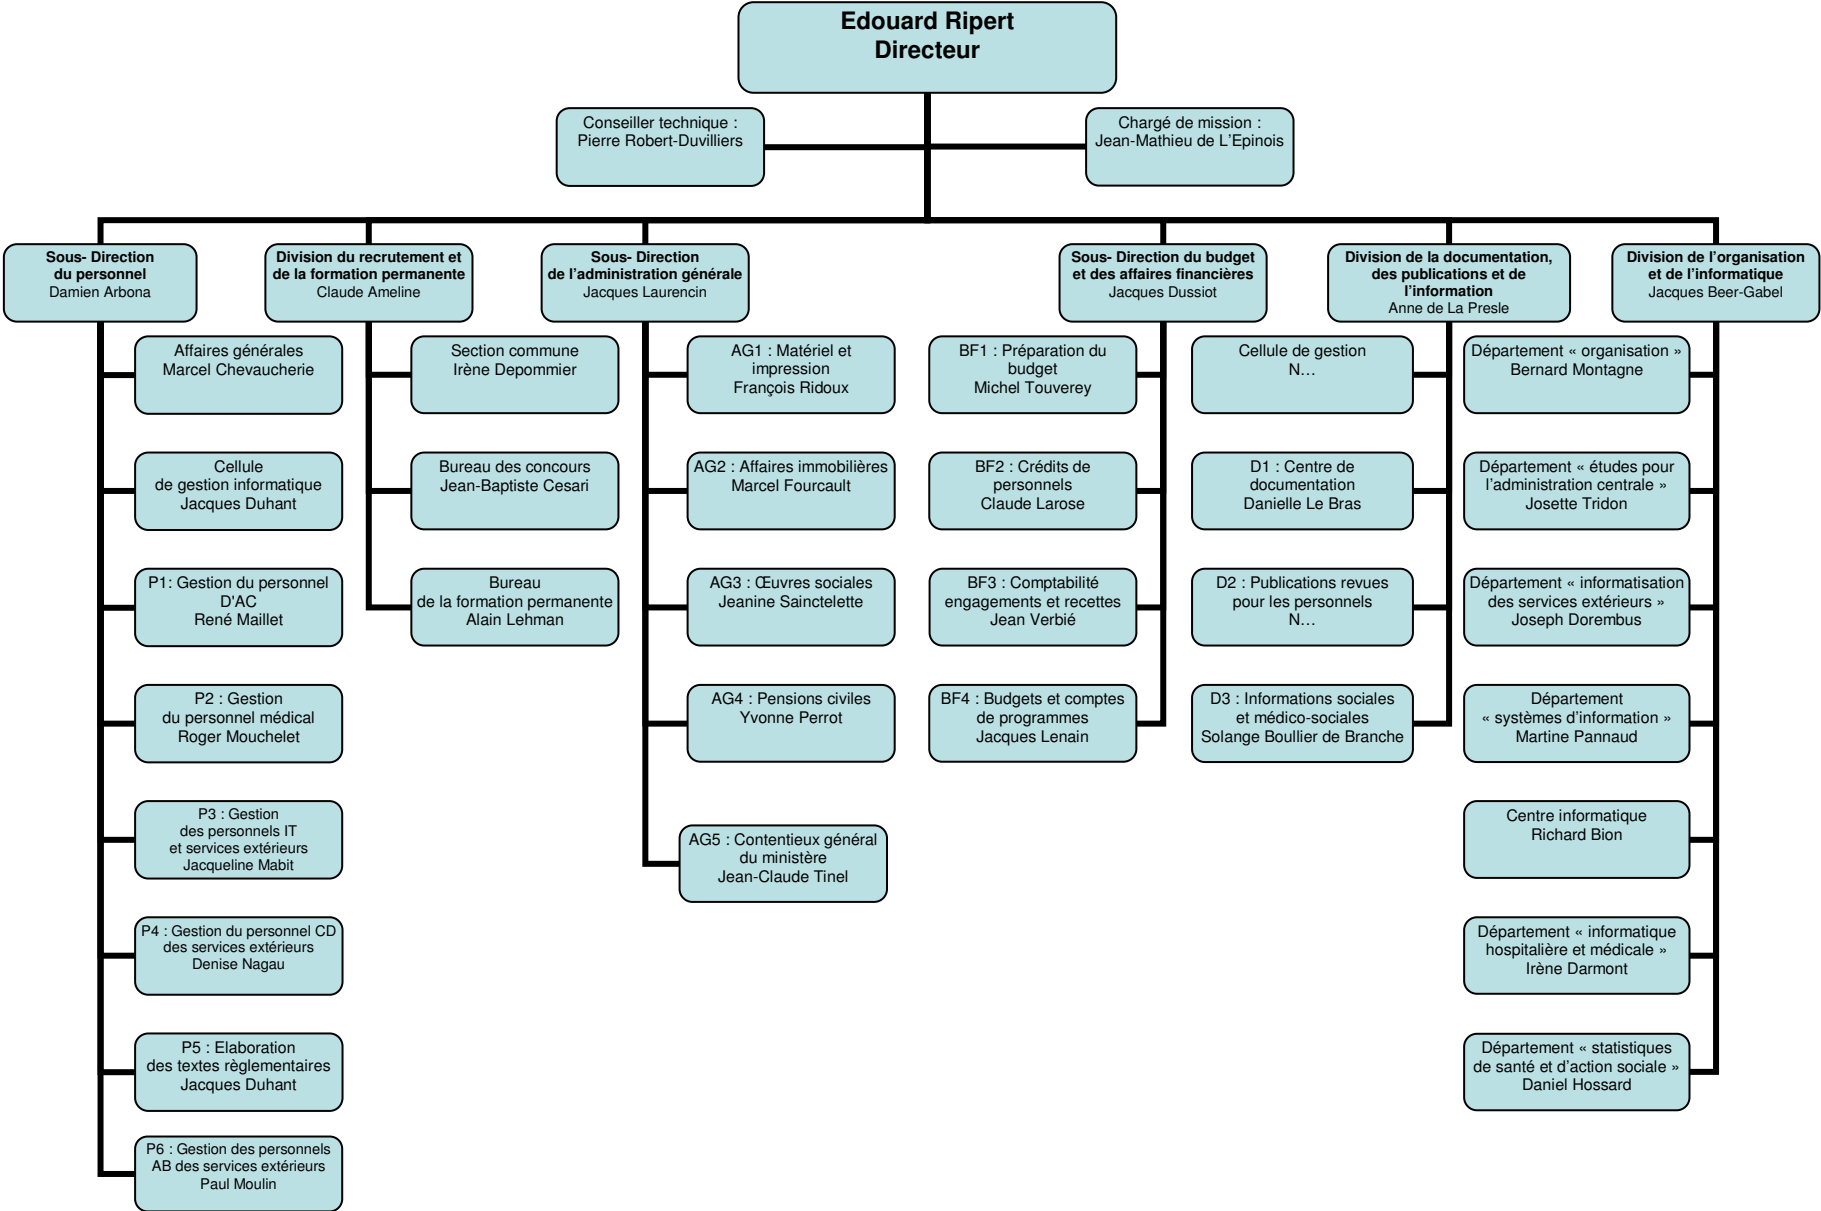 Edouard Ripert
Directeur
Conseiller technique :
Pierre Robert-Duvilliers
Chargé de mission :
Jean-Mathieu de L'Epinois
Sous- Direction
du personnel
Damien Arbona
Division du recrutement et
de la formation permanente
Claude Ameline
Sous- Direction
de l'administration générale
Jacques Laurencin
Sous- Direction du budget
et des affaires financières
Jacques Dussiot
Division de la documentation,
des publications et de
l'information
Anne de La Presle
Division de l'organisation
et de l'informatique
Jacques Beer-Gabel
Affaires générales
Marcel Chevaucherie
Cellule
de gestion informatique
Jacques Duhant
P1: Gestion du personnel
D'AC
René Maillet
P2 : Gestion
du personnel médical
Roger Mouchelet
P3 : Gestion
des personnels IT
et services extérieurs
Jacqueline Mabit
P4 : Gestion du personnel CD
des services extérieurs
Denise Nagau
P5 : Elaboration
des textes règlementaires
Jacques Duhant
P6 : Gestion des personnels
AB des services extérieurs
Paul Moulin
Section commune
Irène Depommier
Bureau des concours
Jean-Baptiste Cesari
Bureau
de la formation permanente
Alain Lehman
AG1 : Matériel et
impression
François Ridoux
AG2 : Affaires immobilières
Marcel Fourcault
AG3 : Œuvres sociales
Jeanine Sainctelette
AG4 : Pensions civiles
Yvonne Perrot
AG5 : Contentieux général
du ministère
Jean-Claude Tinel
BF1 : Préparation du
budget
Michel Touverey
BF2 : Crédits de
personnels
Claude Larose
BF3 : Comptabilité
engagements et recettes
Jean Verbié
BF4 : Budgets et comptes
de programmes
Jacques Lenain
Cellule de gestion
N…
D1 : Centre de
documentation
Danielle Le Bras
D2 : Publications revues
pour les personnels
N…
D3 : Informations sociales
et médico-sociales
Solange Boullier de Branche
Département « organisation »
Bernard Montagne
Département « études pour
l'administration centrale »
Josette Tridon
Département « informatisation
des services extérieurs »
Joseph Dorembus
Département
« systèmes d'information »
Martine Pannaud
Centre informatique
Richard Bion
Département « informatique
hospitalière et médicale »
Irène Darmont
Département « statistiques
de santé et d'action sociale »
Daniel Hossard